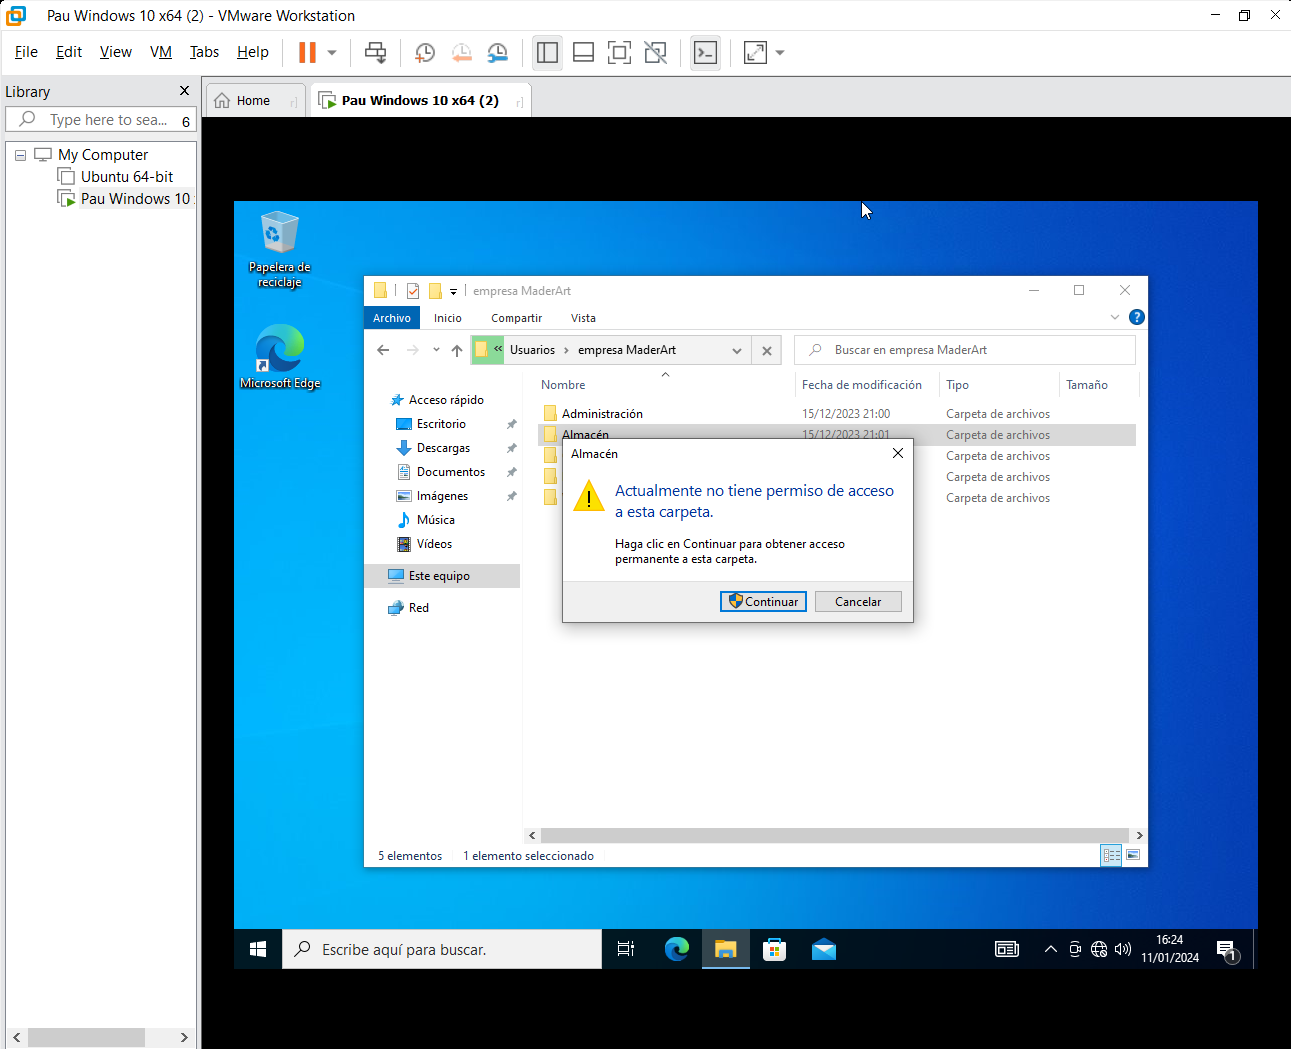 Pau Windows 10 x64 (2) - VMware Workstation
File Edit View VM Tabs Help
Library
Home
Pau Windows 10 x64 (2)
Type here to sea... 6
My Computer
Ubuntu 64-bit
Pau Windows 10
Papelera de
reciclaje
Microsoft Edge
empresa MaderArt
Archivo Inicio Compartir Vista
« Usuarios › empresa MaderArt
Buscar en empresa MaderArt
Nombre Fecha de modificación Tipo Tamaño
Acceso rápido
Escritorio
Descargas
Documentos
Imágenes
Música
Vídeos
Este equipo
Red
Administración 15/12/2023 21:00 Carpeta de archivos
Almacén 15/12/2023 21:01 Carpeta de archivos
Carpeta de archivos
Carpeta de archivos
Carpeta de archivos
Almacén
Actualmente no tiene permiso de acceso
a esta carpeta.
Haga clic en Continuar para obtener acceso
permanente a esta carpeta.
Continuar Cancelar
5 elementos 1 elemento seleccionado
Escribe aquí para buscar.
16:24
11/01/2024
1